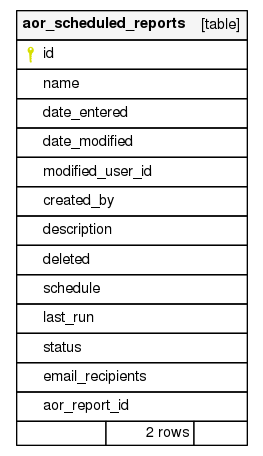 aor_scheduled_reports [table]
id
name
date_entered
date_modified
modified_user_id
created_by
description
deleted
schedule
last_run
status
email_recipients
aor_report_id
2 rows